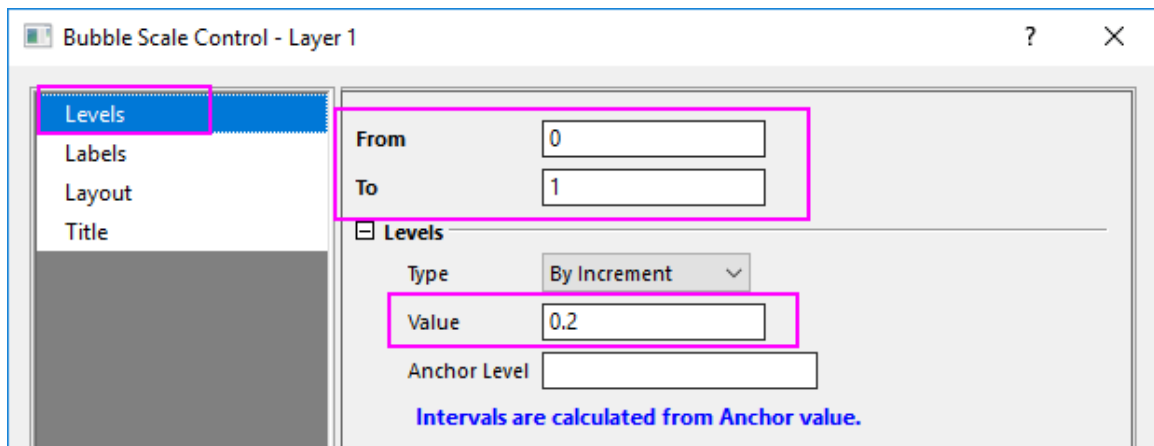 Bubble Scale Control - Layer 1 ?
Levels
Labels
Layout
Title
From 0
To 1
Levels
Type By Increment
Value 0.2
Anchor Level
Intervals are calculated from Anchor value.